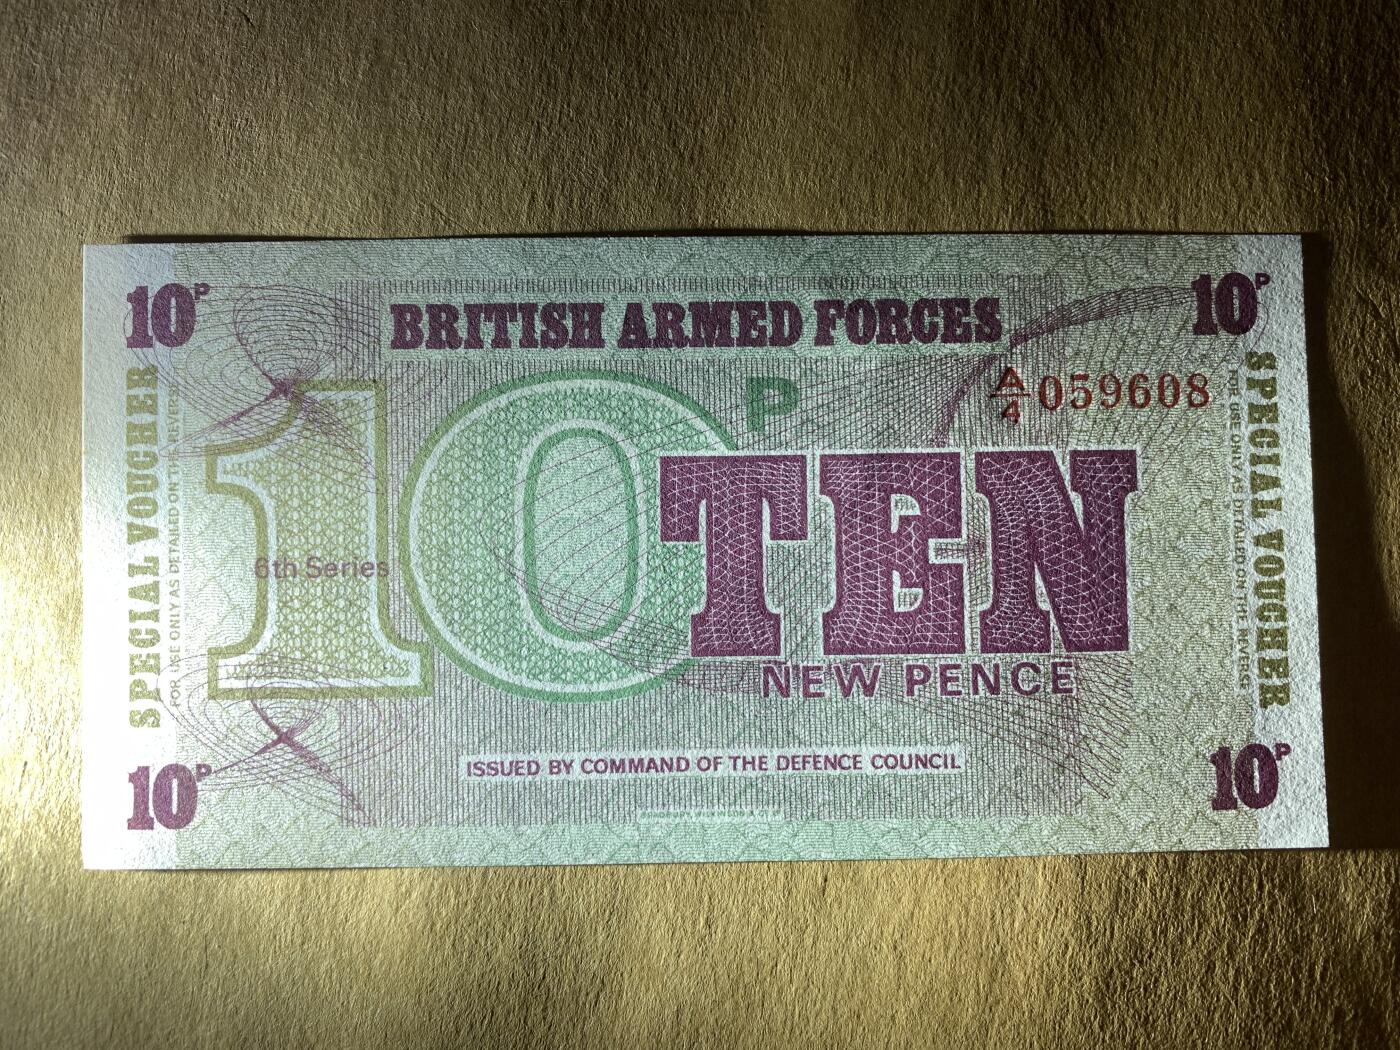 10P
BRITISH ARMED FORCES
10P
A/4 059608
SPECIAL VOUCHER
FOR USE ONLY AS DETAILED ON THE REVERSE
10P
TEN
6th Series
NEW PENCE
SPECIAL VOUCHER
FOR USE ONLY AS DETAILED ON THE REVERSE
ISSUED BY COMMAND OF THE DEFENCE COUNCIL
10P
10P